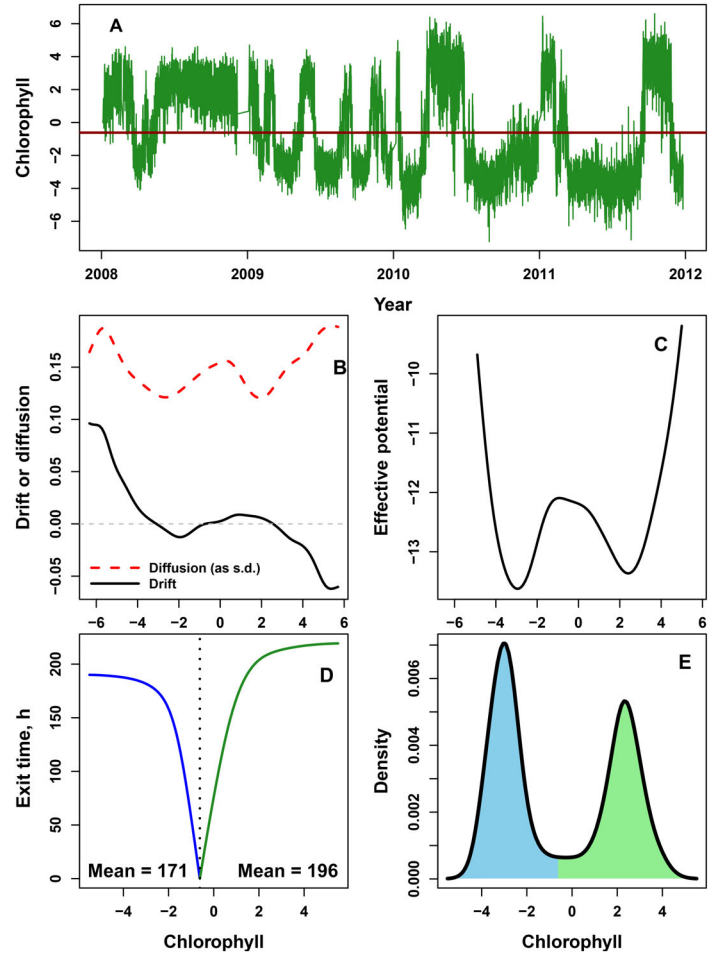 A
Chlorophyll
6
4
2
0
−2
−4
−6
2008 2009 2010 2011 2012
Year
B
Drift or diffusion
0.15
0.10
0.05
0.00
−0.05
Diffusion (as s.d.)
Drift
−6 −4 −2 0 2 4 6
C
Effective potential
−10
−11
−12
−13
−6 −4 −2 0 2 4 6
D
Exit time, h
200
150
100
50
0
Mean = 171 Mean = 196
−4 −2 0 2 4
Chlorophyll
E
Density
0.006
0.004
0.002
0.000
−4 −2 0 2 4
Chlorophyll